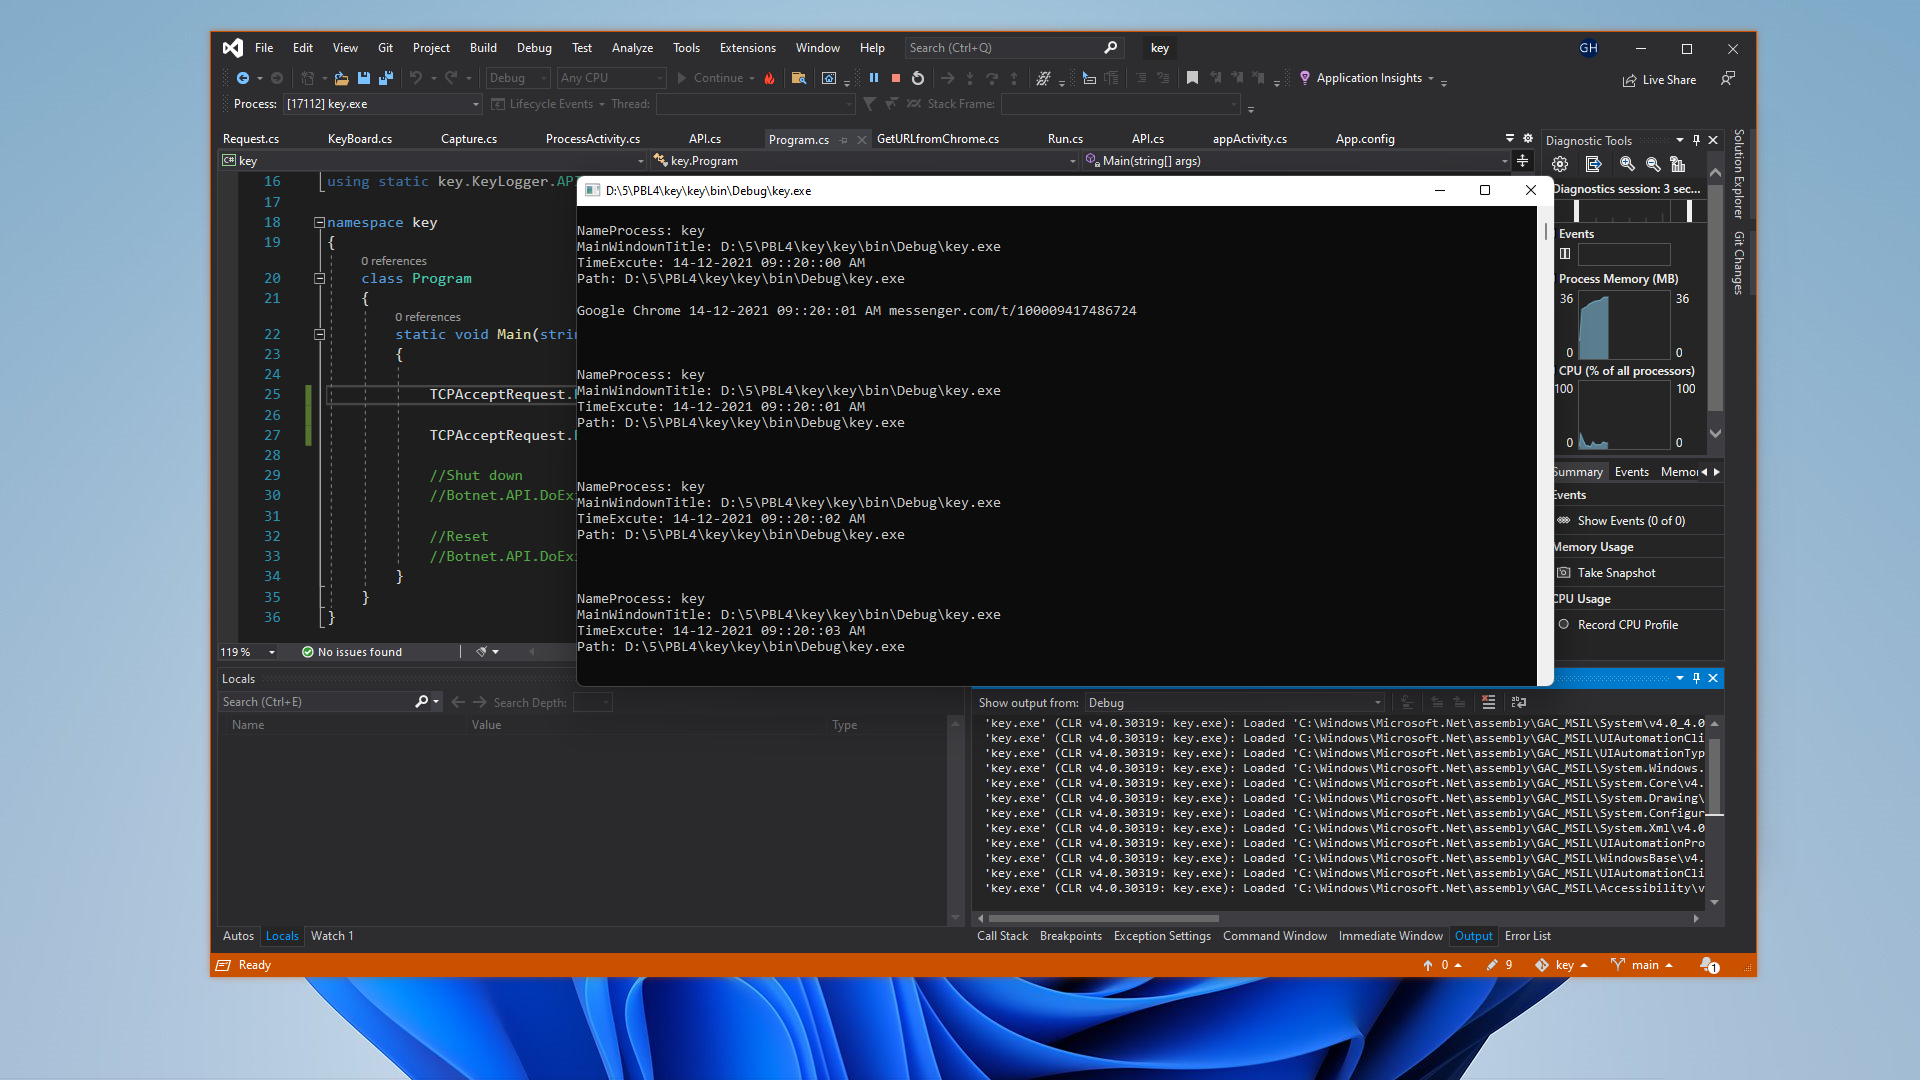 File Edit View Git Project Build Debug Test Analyze Tools Extensions Window Help Search (Ctrl+Q) key GH
Debug Any CPU Continue Application Insights Live Share
Process: [17112] key.exe Lifecycle Events Thread: Stack Frame:
Request.cs KeyBoard.cs Capture.cs ProcessActivity.cs API.cs Program.cs GetURLfromChrome.cs Run.cs API.cs appActivity.cs App.config
C# key key.Program Main(string[] args)
16 using static key.KeyLogger.API
17
18 namespace key
19 {
0 references
20 class Program
21 {
0 references
22 static void Main(strin
23 {
24
25 TCPAcceptRequest.
26
27 TCPAcceptRequest.
28
29 //Shut down
30 //Botnet.API.DoEx
31
32 //Reset
33 //Botnet.API.DoEx
34 }
35 }
36 }
119 % No issues found
D:\5\PBL4\key\key\bin\Debug\key.exe
NameProcess: key
MainWindownTitle: D:\5\PBL4\key\key\bin\Debug\key.exe
TimeExcute: 14-12-2021 09::20::00 AM
Path: D:\5\PBL4\key\key\bin\Debug\key.exe
Google Chrome 14-12-2021 09::20::01 AM messenger.com/t/100009417486724
NameProcess: key
MainWindownTitle: D:\5\PBL4\key\key\bin\Debug\key.exe
TimeExcute: 14-12-2021 09::20::01 AM
Path: D:\5\PBL4\key\key\bin\Debug\key.exe
NameProcess: key
MainWindownTitle: D:\5\PBL4\key\key\bin\Debug\key.exe
TimeExcute: 14-12-2021 09::20::02 AM
Path: D:\5\PBL4\key\key\bin\Debug\key.exe
NameProcess: key
MainWindownTitle: D:\5\PBL4\key\key\bin\Debug\key.exe
TimeExcute: 14-12-2021 09::20::03 AM
Path: D:\5\PBL4\key\key\bin\Debug\key.exe
Diagnostic Tools
Diagnostics session: 3 sec...
Events
Process Memory (MB)
36 36
0 0
CPU (% of all processors)
100 100
0 0
Summary Events Memor
Events
Show Events (0 of 0)
Memory Usage
Take Snapshot
CPU Usage
Record CPU Profile
Solution Explorer
Git Changes
Locals
Search (Ctrl+E) Search Depth:
Name Value Type
Autos Locals Watch 1
Show output from: Debug
'key.exe' (CLR v4.0.30319: key.exe): Loaded 'C:\Windows\Microsoft.Net\assembly\GAC_MSIL\System\v4.0_4.0
'key.exe' (CLR v4.0.30319: key.exe): Loaded 'C:\Windows\Microsoft.Net\assembly\GAC_MSIL\UIAutomationCli
'key.exe' (CLR v4.0.30319: key.exe): Loaded 'C:\Windows\Microsoft.Net\assembly\GAC_MSIL\UIAutomationTyp
'key.exe' (CLR v4.0.30319: key.exe): Loaded 'C:\Windows\Microsoft.Net\assembly\GAC_MSIL\System.Windows.
'key.exe' (CLR v4.0.30319: key.exe): Loaded 'C:\Windows\Microsoft.Net\assembly\GAC_MSIL\System.Core\v4.
'key.exe' (CLR v4.0.30319: key.exe): Loaded 'C:\Windows\Microsoft.Net\assembly\GAC_MSIL\System.Drawing\
'key.exe' (CLR v4.0.30319: key.exe): Loaded 'C:\Windows\Microsoft.Net\assembly\GAC_MSIL\System.Configur
'key.exe' (CLR v4.0.30319: key.exe): Loaded 'C:\Windows\Microsoft.Net\assembly\GAC_MSIL\System.Xml\v4.0
'key.exe' (CLR v4.0.30319: key.exe): Loaded 'C:\Windows\Microsoft.Net\assembly\GAC_MSIL\UIAutomationPro
'key.exe' (CLR v4.0.30319: key.exe): Loaded 'C:\Windows\Microsoft.Net\assembly\GAC_MSIL\WindowsBase\v4.
'key.exe' (CLR v4.0.30319: key.exe): Loaded 'C:\Windows\Microsoft.Net\assembly\GAC_MSIL\UIAutomationCli
'key.exe' (CLR v4.0.30319: key.exe): Loaded 'C:\Windows\Microsoft.Net\assembly\GAC_MSIL\Accessibility\v
Call Stack Breakpoints Exception Settings Command Window Immediate Window Output Error List
Ready 0 9 key main 1